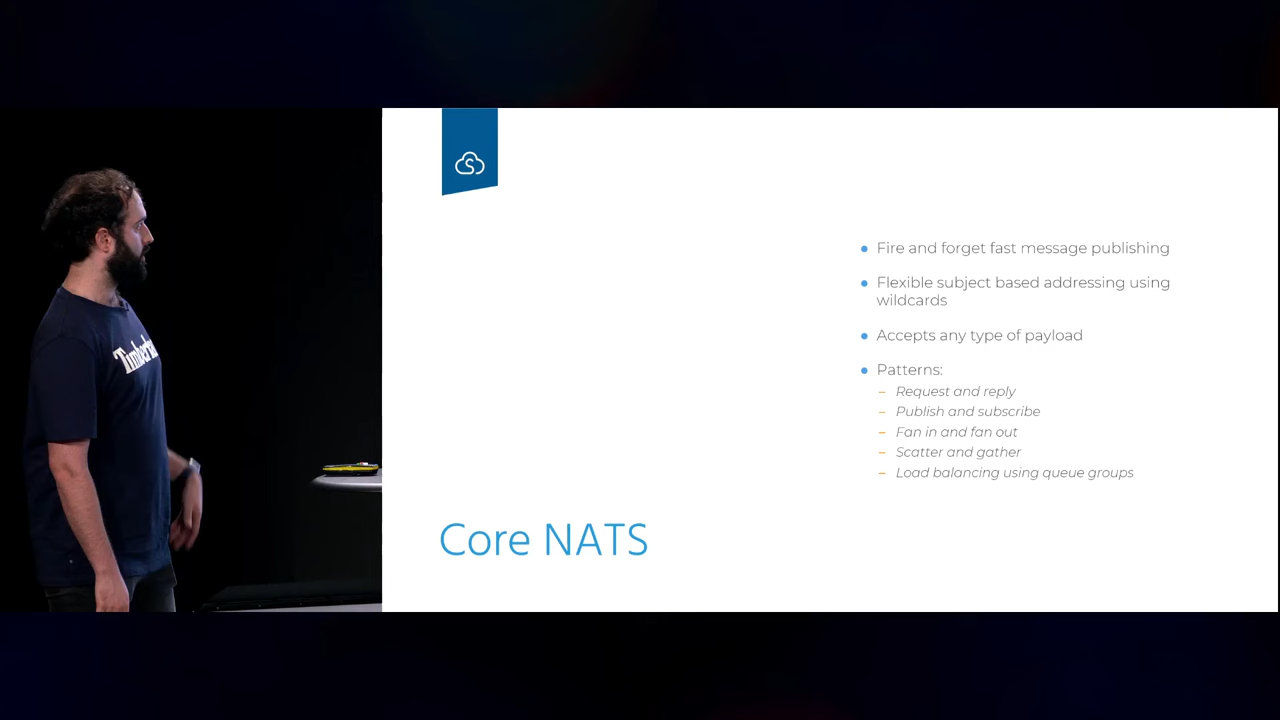 Timberl
Fire and forget fast message publishing
Flexible subject based addressing using
wildcards
Accepts any type of payload
Patterns:
– Request and reply
– Publish and subscribe
– Fan in and fan out
– Scatter and gather
– Load balancing using queue groups
Core NATS